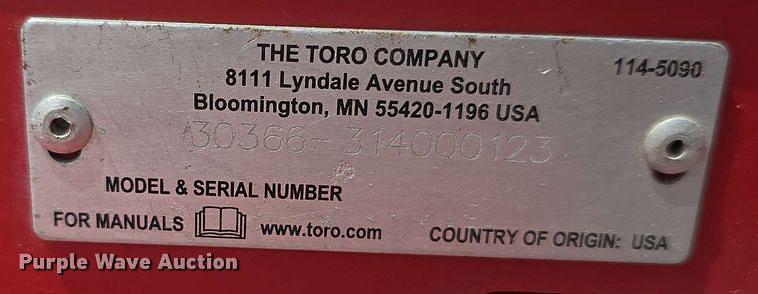 THE TORO COMPANY
114-5090
8111 Lyndale Avenue South
Bloomington, MN 55420-1196 USA
30366-314000123
MODEL & SERIAL NUMBER
FOR MANUALS www.toro.com
COUNTRY OF ORIGIN: USA
Purple Wave Auction